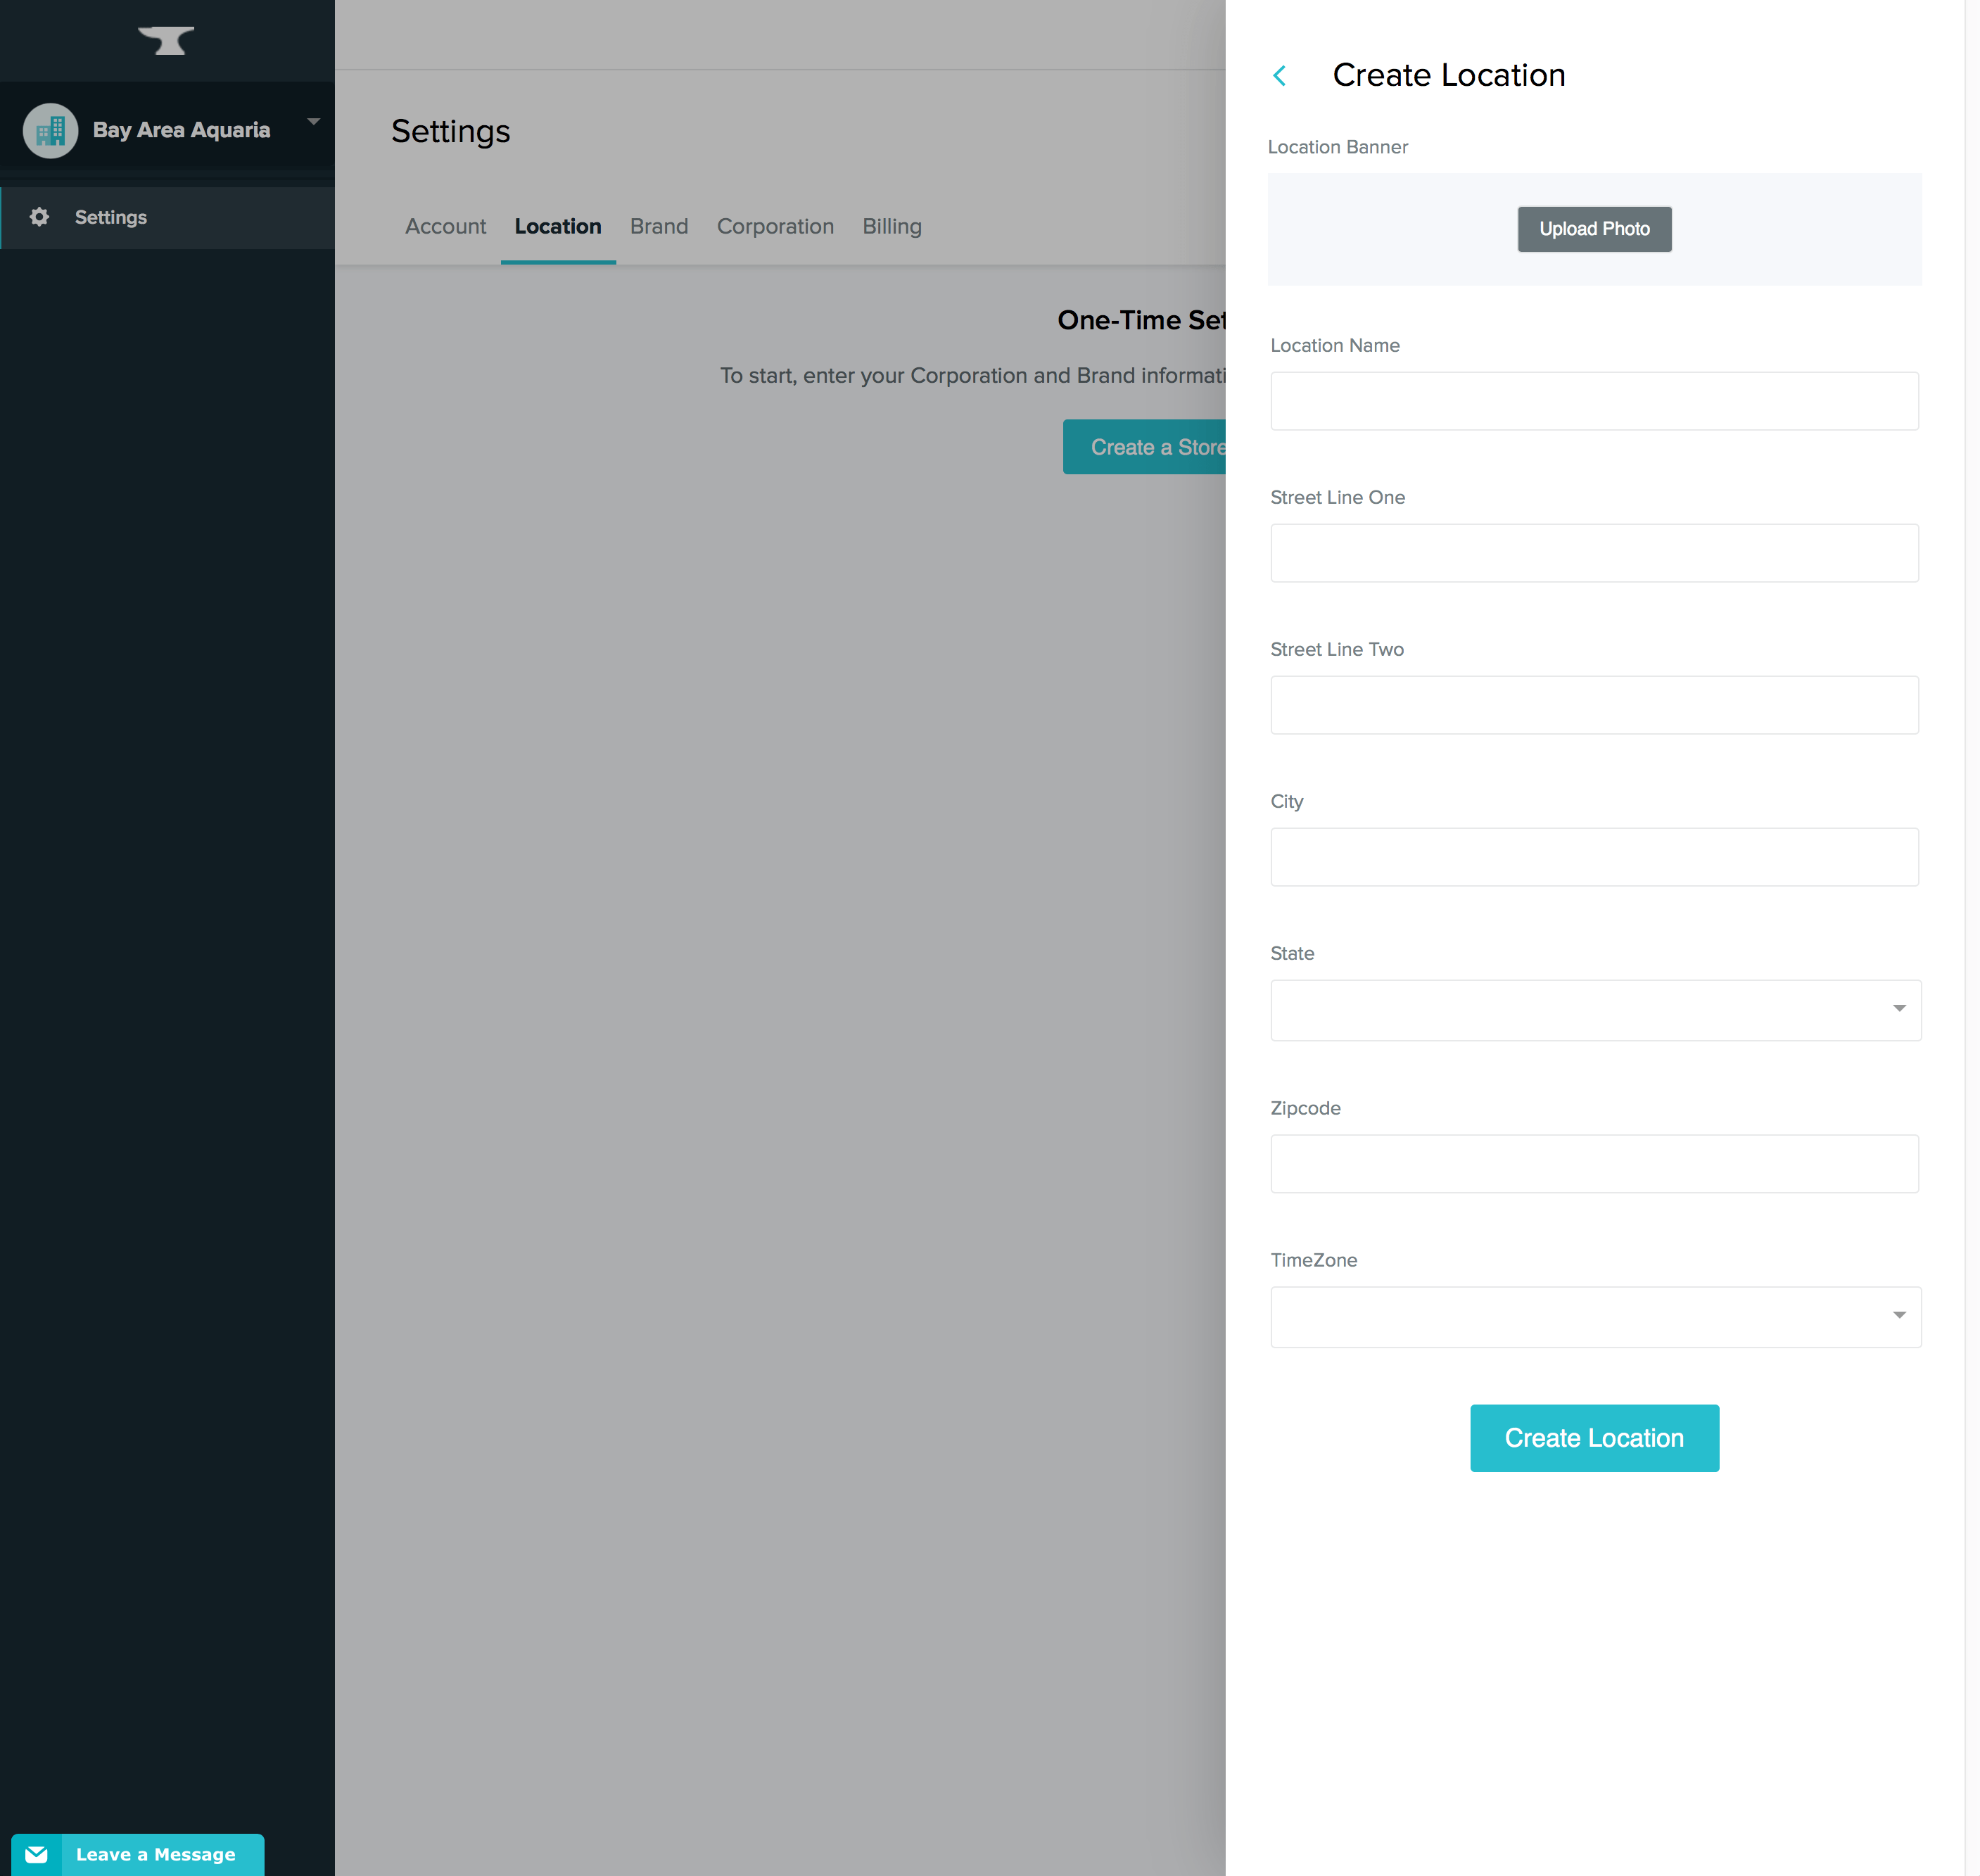 Bay Area Aquaria
Settings
Settings
Account Location Brand Corporation Billing
One-Time
To start, enter your Corporation and Brand
Create a Store
Create Location
Location Banner
Upload Photo
Location Name
Street Line One
Street Line Two
City
State
Zipcode
TimeZone
Create Location
Leave a Message